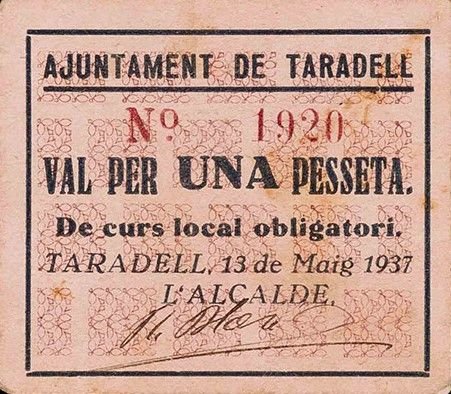 AJUNTAMENT DE TARADELL
Nº 1920
VAL PER UNA PESSETA.
De curs local obligatori.
TARADELL, 13 de Maig 1937
L'ALCALDE,